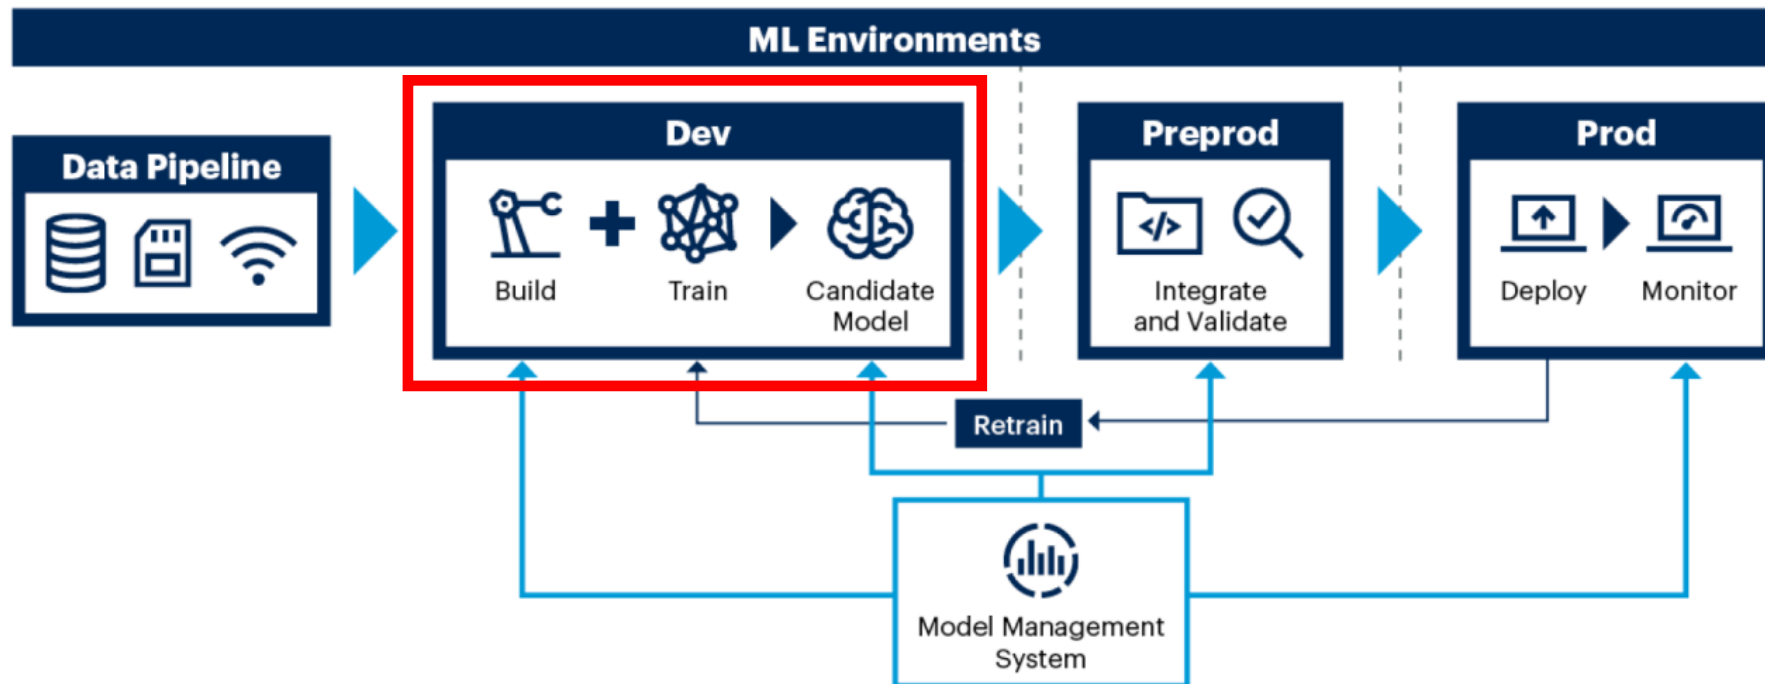 ML Environments
Data Pipeline
Dev
Build
Train
Candidate
Model
Preprod
</>
Integrate
and Validate
Prod
Deploy
Monitor
Retrain
Model Management
System